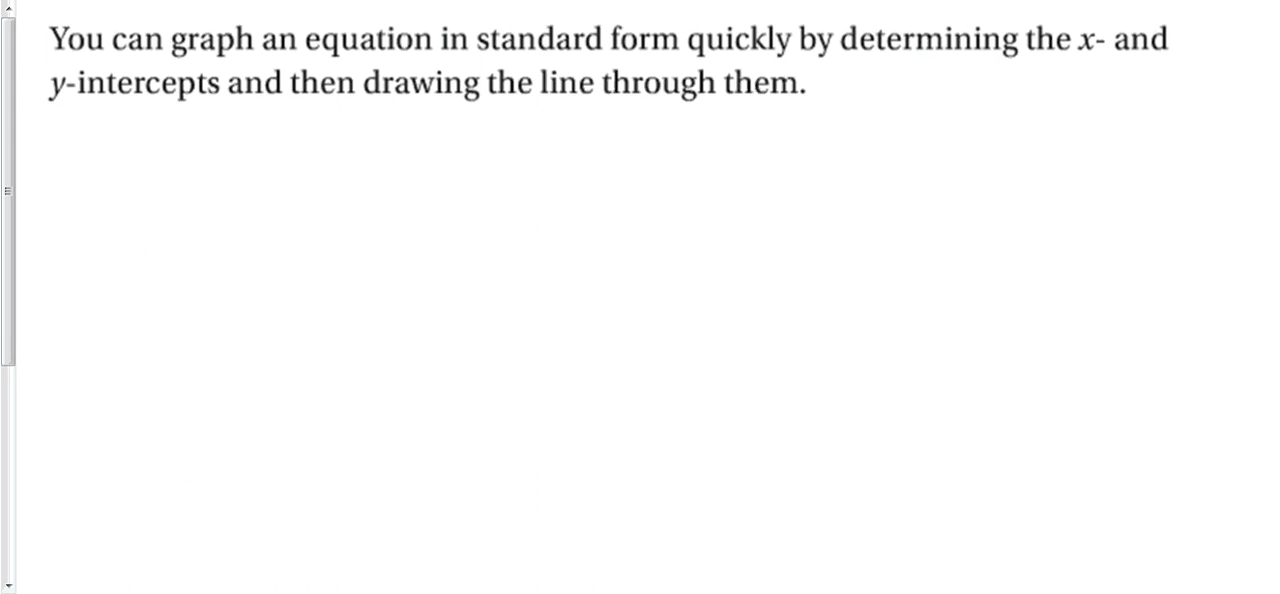 You can graph an equation in standard form quickly by determining the x- and
y-intercepts and then drawing the line through them.